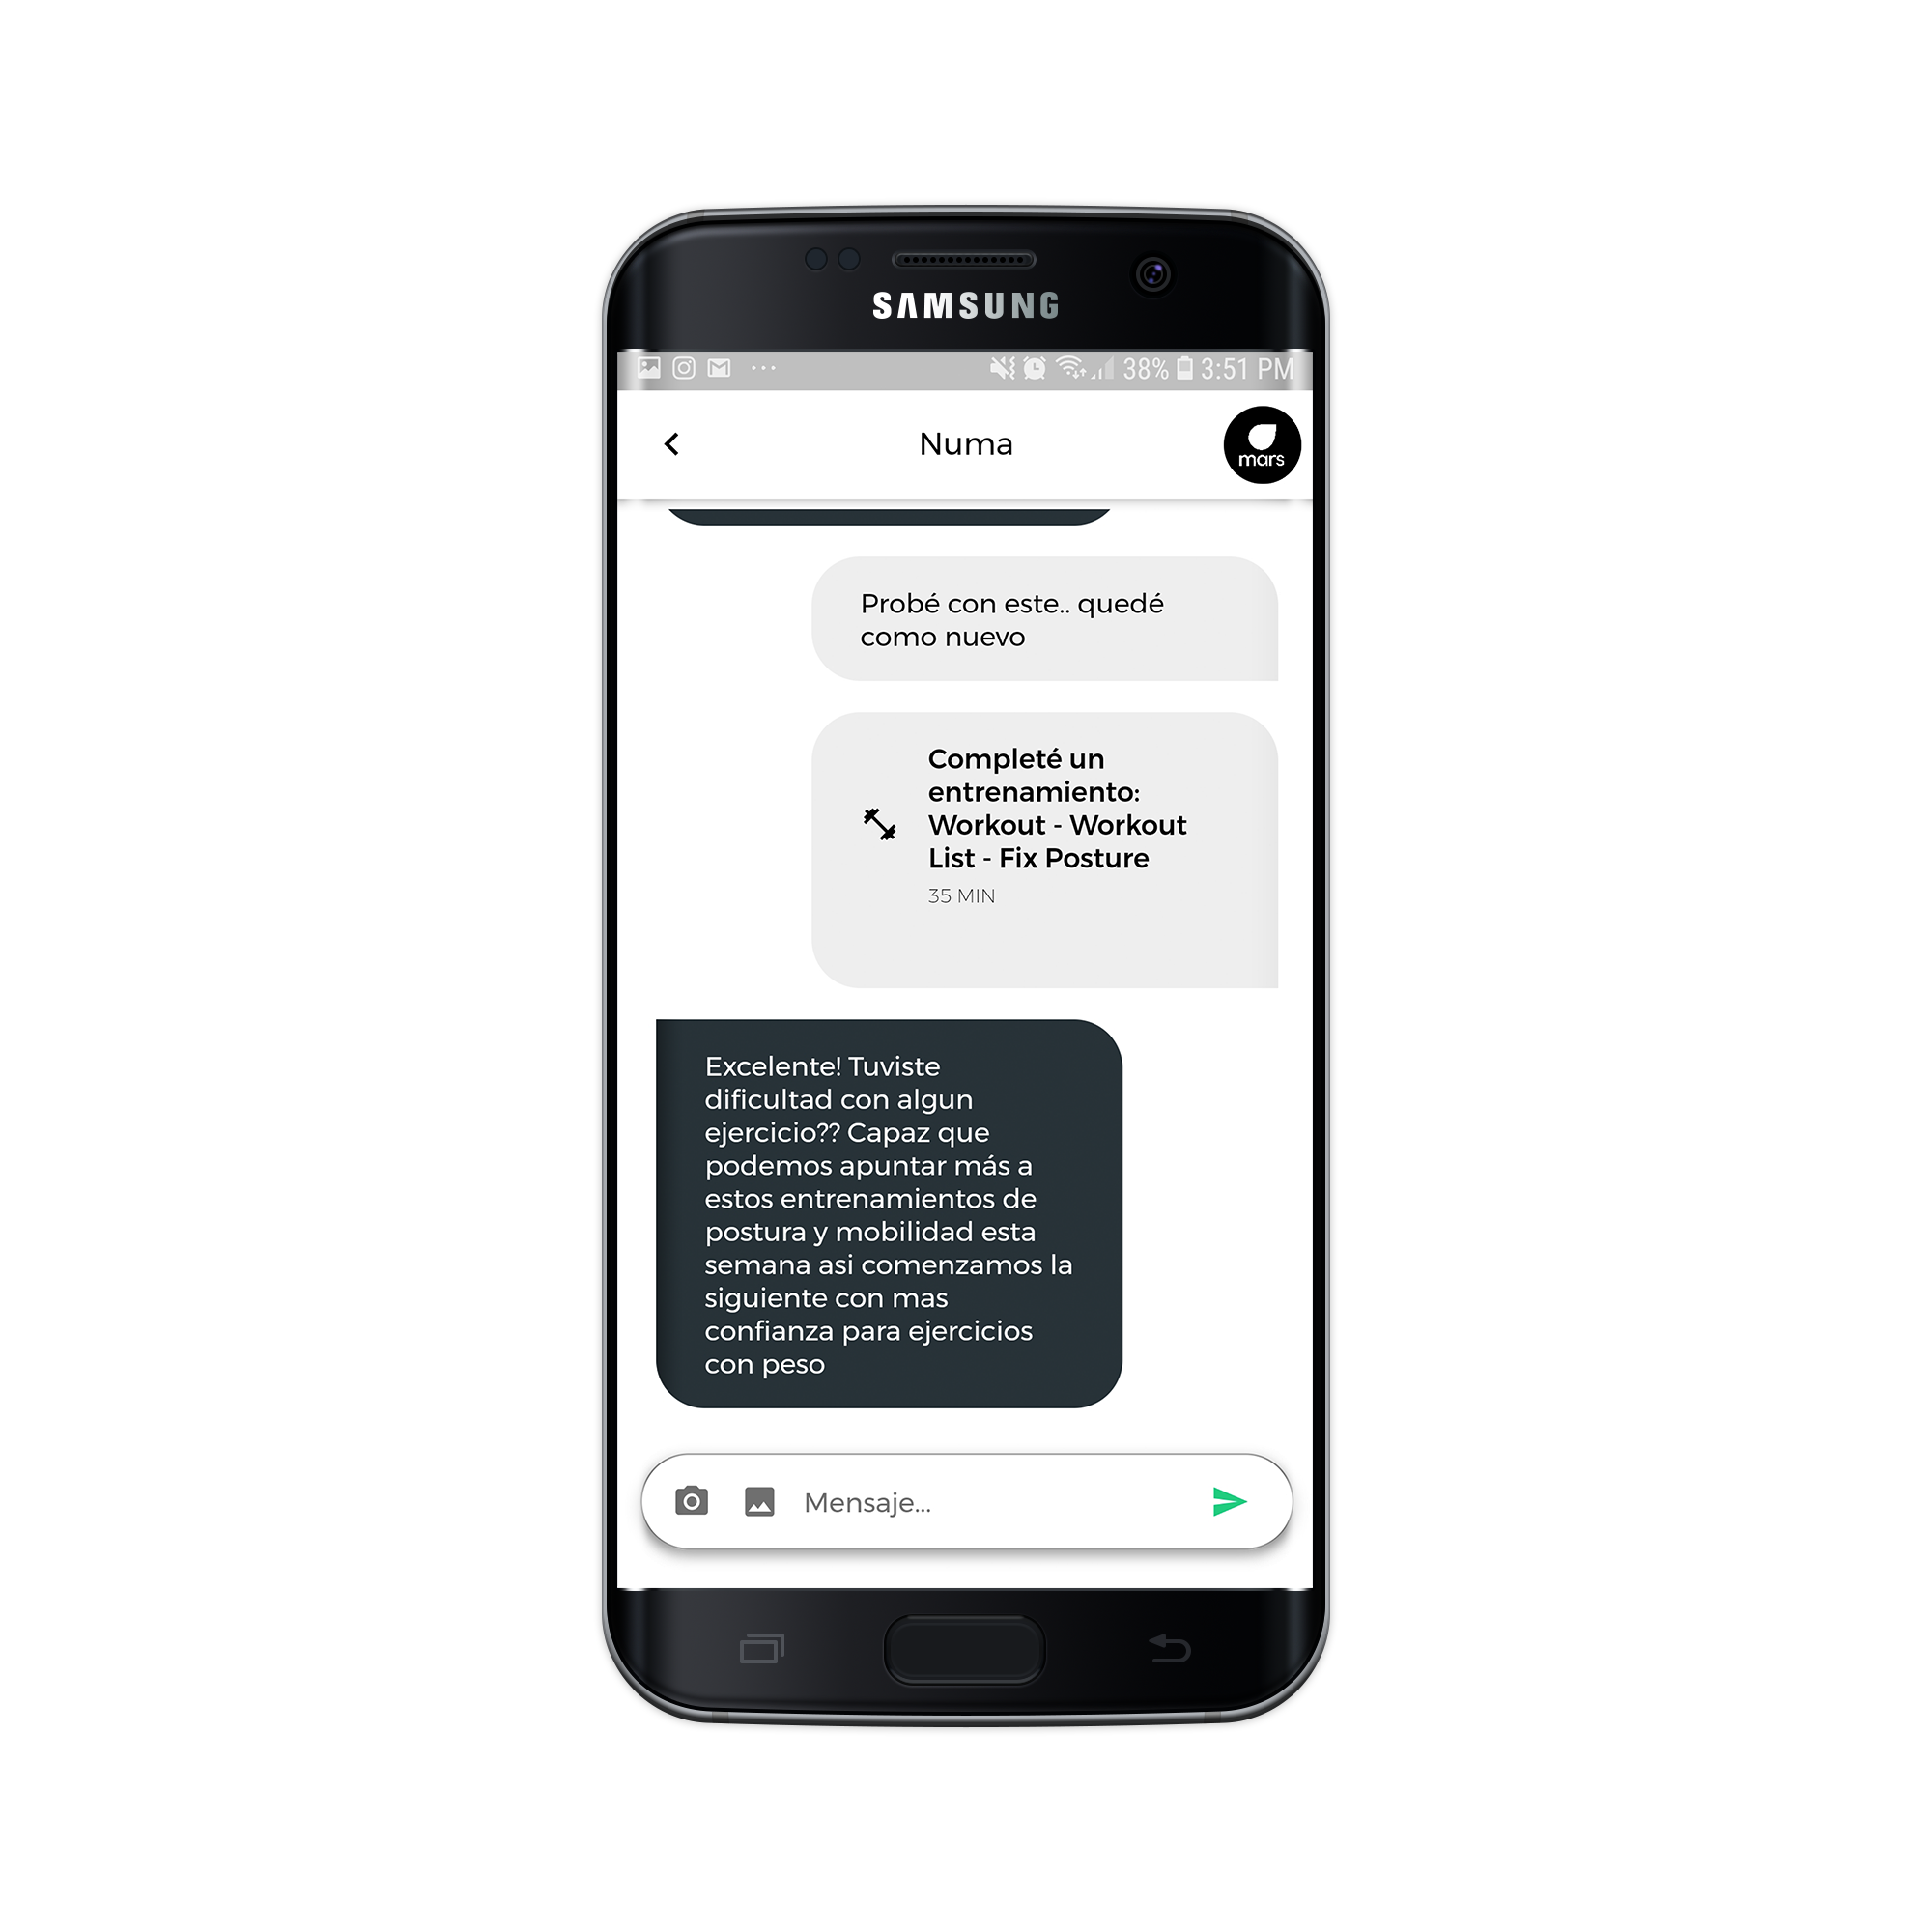 SAMSUNG
38% 3:51 PM
Numa
mars
Probé con este.. quedé
como nuevo
Completé un
entrenamiento:
Workout - Workout
List - Fix Posture
35 MIN
Excelente! Tuviste
dificultad con algun
ejercicio?? Capaz que
podemos apuntar más a
estos entrenamientos de
postura y mobilidad esta
semana asi comenzamos la
siguiente con mas
confianza para ejercicios
con peso
Mensaje...